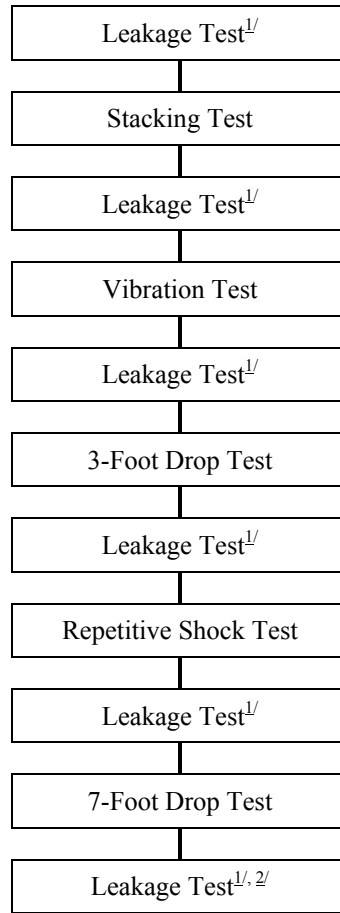 Leakage Test1/
Stacking Test
Leakage Test1/
Vibration Test
Leakage Test1/
3-Foot Drop Test
Leakage Test1/
Repetitive Shock Test
Leakage Test1/
7-Foot Drop Test
Leakage Test1/, 2/